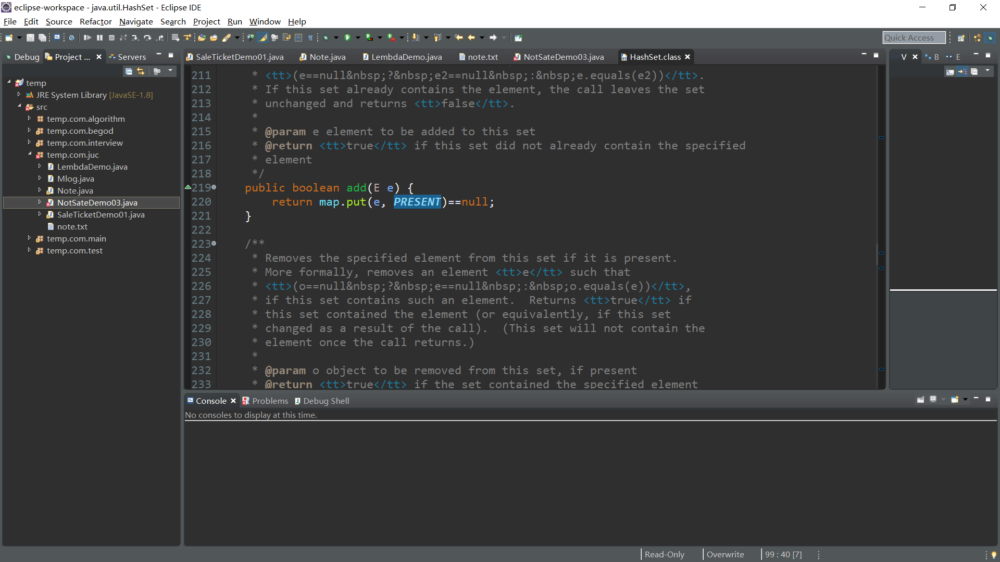 eclipse-workspace - java.util.HashSet - Eclipse IDE
File Edit Source Refactor Navigate Search Project Run Window Help
Quick Access
Debug Project ... Servers
temp
JRE System Library [JavaSE-1.8]
src
temp.com.algorithm
temp.com.begod
temp.com.interview
temp.com.juc
LembdaDemo.java
Mlog.java
Note.java
NotSateDemo03.java
SaleTicketDemo01.java
note.txt
temp.com.main
temp.com.test
SaleTicketDemo01.java Note.java LembdaDemo.java note.txt NotSateDemo03.java HashSet.class
211 * <tt>(e==null&nbsp;?&nbsp;e2==null&nbsp;:&nbsp;e.equals(e2))</tt>.
212 * If this set already contains the element, the call leaves the set
213 * unchanged and returns <tt>false</tt>.
214 *
215 * @param e element to be added to this set
216 * @return <tt>true</tt> if this set did not already contain the specified
217 * element
218 */
219 public boolean add(E e) {
220 return map.put(e, PRESENT)==null;
221 }
222
223 /**
224 * Removes the specified element from this set if it is present.
225 * More formally, removes an element <tt>e</tt> such that
226 * <tt>(o==null&nbsp;?&nbsp;e==null&nbsp;:&nbsp;o.equals(e))</tt>,
227 * if this set contains such an element.  Returns <tt>true</tt> if
228 * this set contained the element (or equivalently, if this set
229 * changed as a result of the call).  (This set will not contain the
230 * element once the call returns.)
231 *
232 * @param o object to be removed from this set, if present
233 * @return <tt>true</tt> if the set contained the specified element
V B E
Console Problems Debug Shell
No consoles to display at this time.
Read-Only Overwrite 99 : 40 [7]